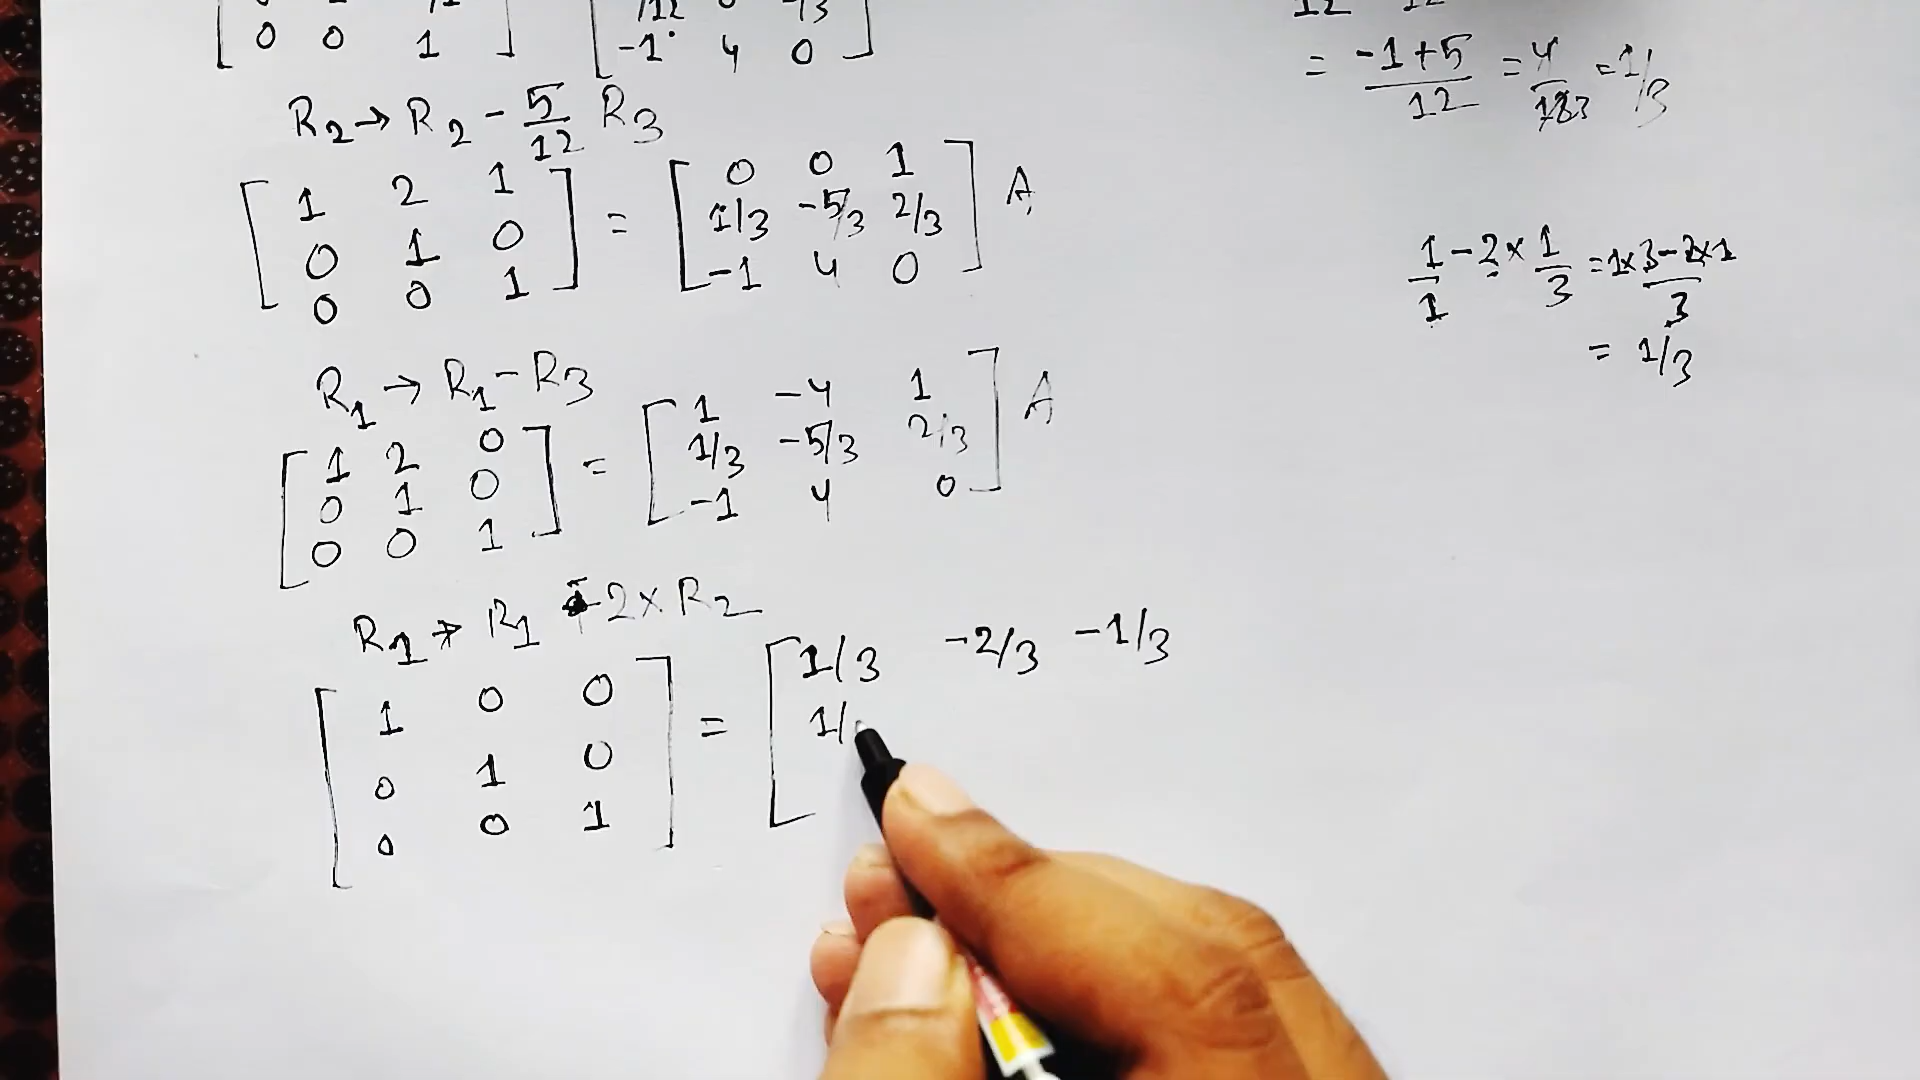 0 0 1 -1 4 0
R2 → R2 - 5/12 R3
[1 2 1] = [0 0 1] A
[0 1 0] [1/3 -5/3 2/3]
[0 0 1] [-1 4 0]
R1 → R1 - R3
[1 2 0] = [1 -4 1] A
[0 1 0] [1/3 -5/3 2/3]
[0 0 1] [-1 4 0]
R1 → R1 - 2×R2
[1 0 0] = [1/3 -2/3 -1/3
[0 1 0] [1/
[0 0 1]
= -1+5/12 = 4/12 3 = 1/3
1/1 - 2 × 1/3 = 1×3-2×1/3
= 1/3